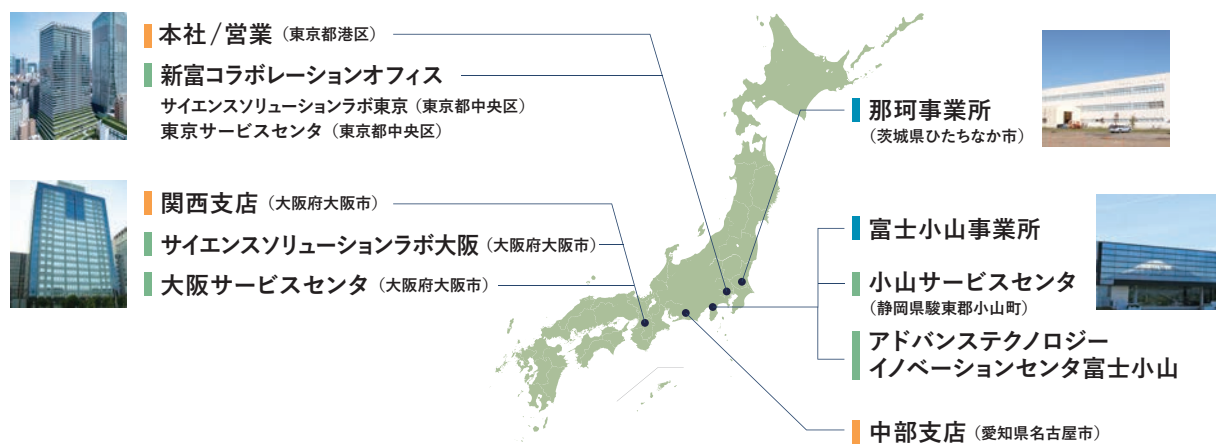 本社/営業（東京都港区）
新富コラボレーションオフィス
サイエンスソリューションラボ東京（東京都中央区）
東京サービスセンタ（東京都中央区）
関西支店（大阪府大阪市）
サイエンスソリューションラボ大阪（大阪府大阪市）
大阪サービスセンタ（大阪府大阪市）
那珂事業所
（茨城県ひたちなか市）
富士小山事業所
小山サービスセンタ
（静岡県駿東郡小山町）
アドバンステクノロジー
イノベーションセンタ富士小山
中部支店（愛知県名古屋市）